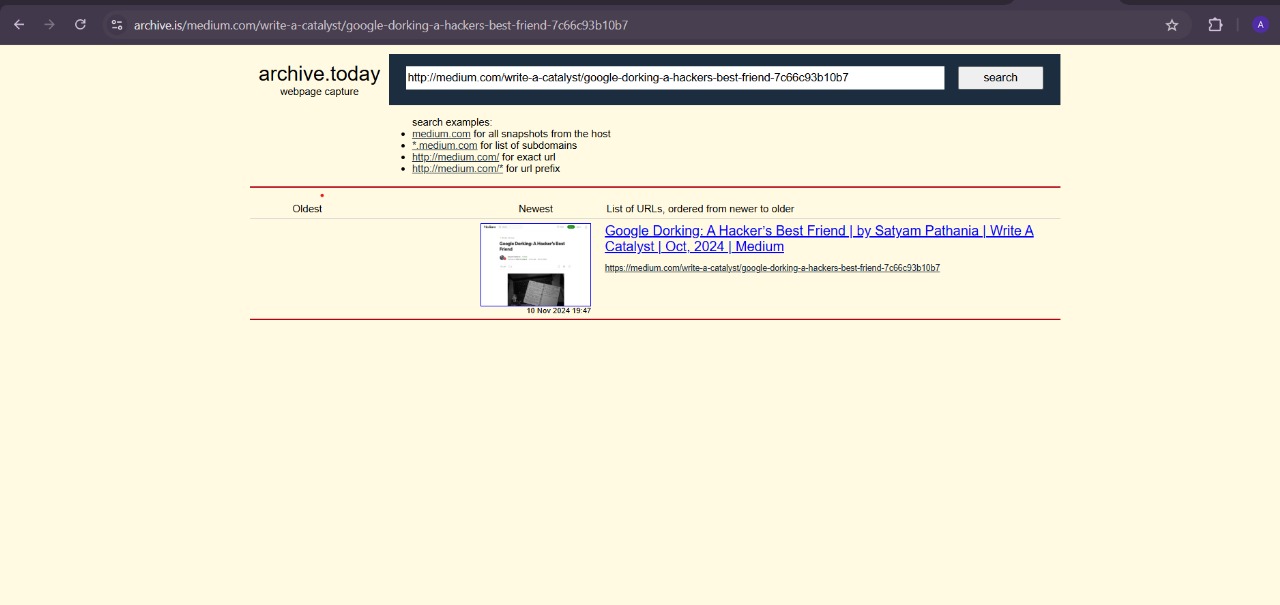 archive.is/medium.com/write-a-catalyst/google-dorking-a-hackers-best-friend-7c66c93b10b7
A
archive.today
webpage capture
http://medium.com/write-a-catalyst/google-dorking-a-hackers-best-friend-7c66c93b10b7
search
search examples:
medium.com for all snapshots from the host
*.medium.com for list of subdomains
http://medium.com/ for exact url
http://medium.com/* for url prefix
Oldest
Newest
List of URLs, ordered from newer to older
Google Dorking: A Hacker's Best Friend
10 Nov 2024 19:47
Google Dorking: A Hacker’s Best Friend | by Satyam Pathania | Write A
Catalyst | Oct, 2024 | Medium
https://medium.com/write-a-catalyst/google-dorking-a-hackers-best-friend-7c66c93b10b7